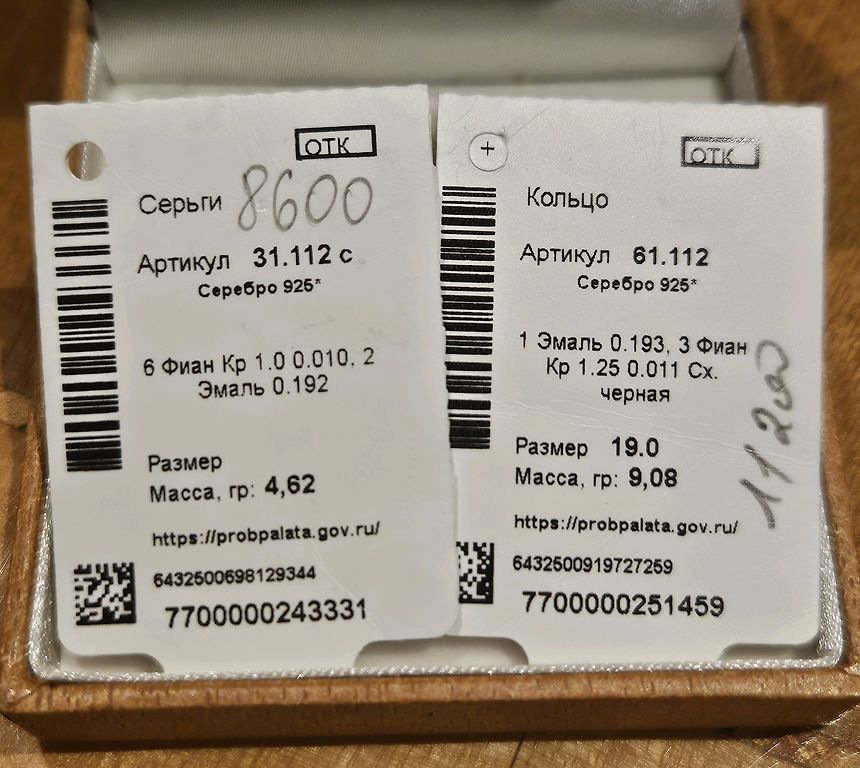 ОТК
Серьги 8600
Артикул 31.112 с
Серебро 925*
6 Фиан Кр 1.0 0.010, 2
Эмаль 0.192
Размер
Масса, гр: 4,62
https://probpalata.gov.ru/
6432500698129344
7700000243331
ОТК
Кольцо
Артикул 61.112
Серебро 925*
1 Эмаль 0.193, 3 Фиан
Кр 1.25 0.011 Сх.
черная
Размер 19.0
Масса, гр: 9,08
11200
https://probpalata.gov.ru/
6432500919727259
7700000251459